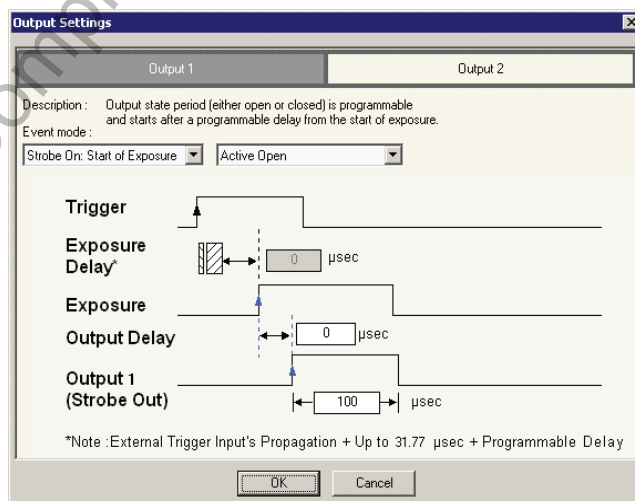 Output Settings
Output 1
Output 2
Description : Output state period (either open or closed) is programmable
and starts after a programmable delay from the start of exposure.
Event mode :
Strobe On: Start of Exposure
Active Open
Trigger
Exposure
Delay*
0 µsec
Exposure
Output Delay
0 µsec
Output 1
(Strobe Out)
100 µsec
*Note :External Trigger Input's Propagation + Up to 31.77 µsec + Programmable Delay
OK
Cancel